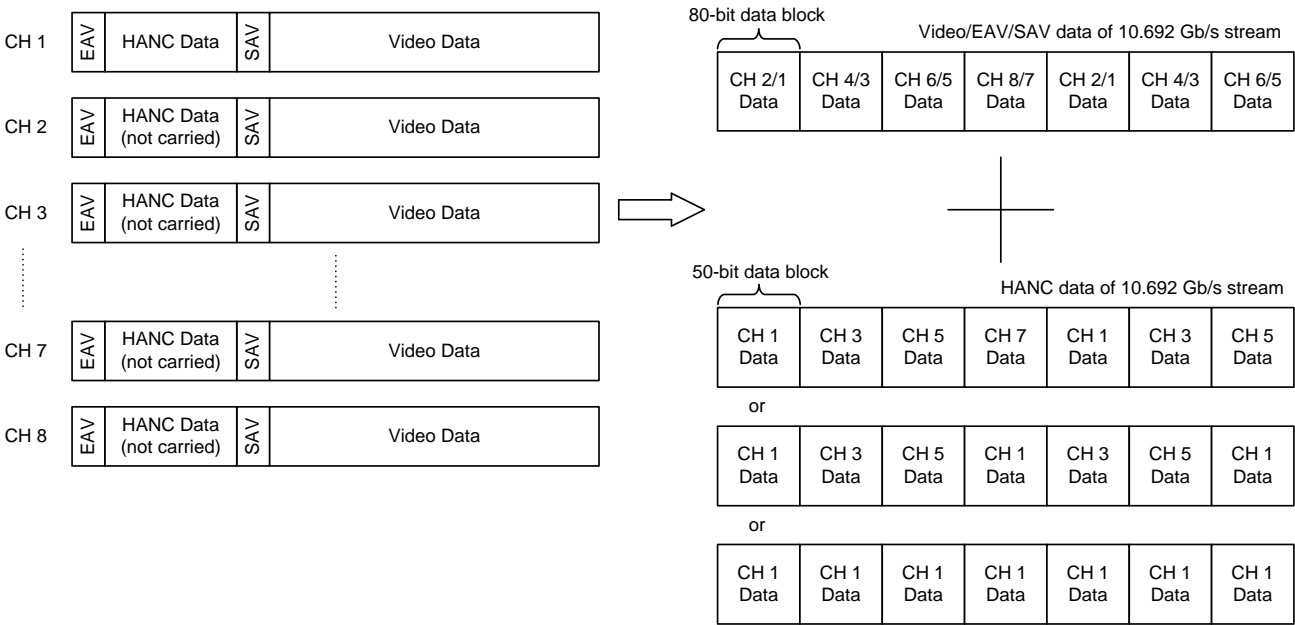 CH 1
EAV
HANC Data
SAV
Video Data
CH 2
EAV
HANC Data
(not carried)
SAV
Video Data
CH 3
EAV
HANC Data
(not carried)
SAV
Video Data
CH 7
EAV
HANC Data
(not carried)
SAV
Video Data
CH 8
EAV
HANC Data
(not carried)
SAV
Video Data
80-bit data block
Video/EAV/SAV data of 10.692 Gb/s stream
CH 2/1 CH 4/3 CH 6/5 CH 8/7 CH 2/1 CH 4/3 CH 6/5
Data Data Data Data Data Data Data
50-bit data block
HANC data of 10.692 Gb/s stream
CH 1 CH 3 CH 5 CH 7 CH 1 CH 3 CH 5
Data Data Data Data Data Data Data
or
CH 1 CH 3 CH 5 CH 1 CH 3 CH 5 CH 1
Data Data Data Data Data Data Data
or
CH 1 CH 1 CH 1 CH 1 CH 1 CH 1 CH 1
Data Data Data Data Data Data Data